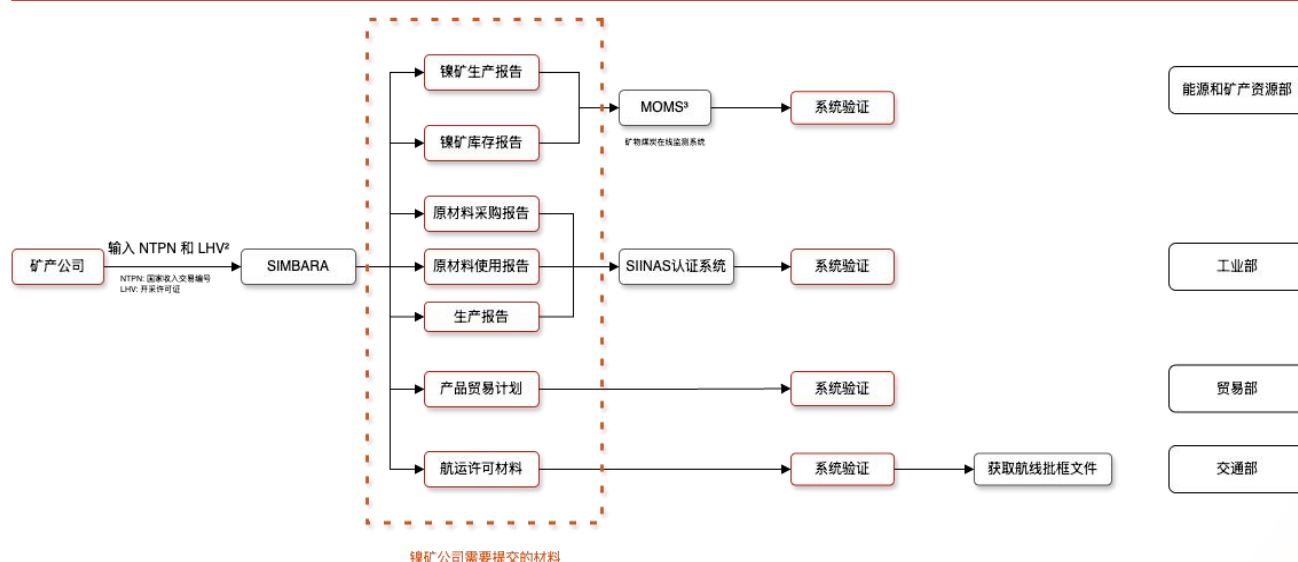 镍矿生产报告
MOMS³
系统验证
能源和矿产资源部
镍矿库存报告
矿物煤炭在线监测系统
原材料采购报告
矿产公司
输入 NTPN 和 LHV²
NTPN: 国家收入交易编号
LHV: 开采许可证
SIMBARA
原材料使用报告
SIINAS认证系统
系统验证
工业部
生产报告
产品贸易计划
系统验证
贸易部
航运许可材料
系统验证
获取航线批框文件
交通部
镍矿公司需要提交的材料